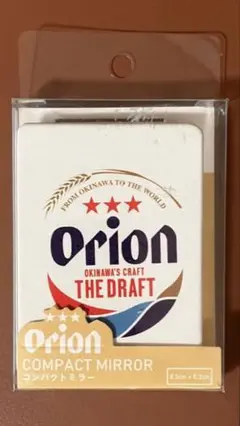 FROM OKINAWA TO THE WORLD
Orion
OKINAWA'S CRAFT
THE DRAFT
Orion
COMPACT MIRROR
コンパクトミラー